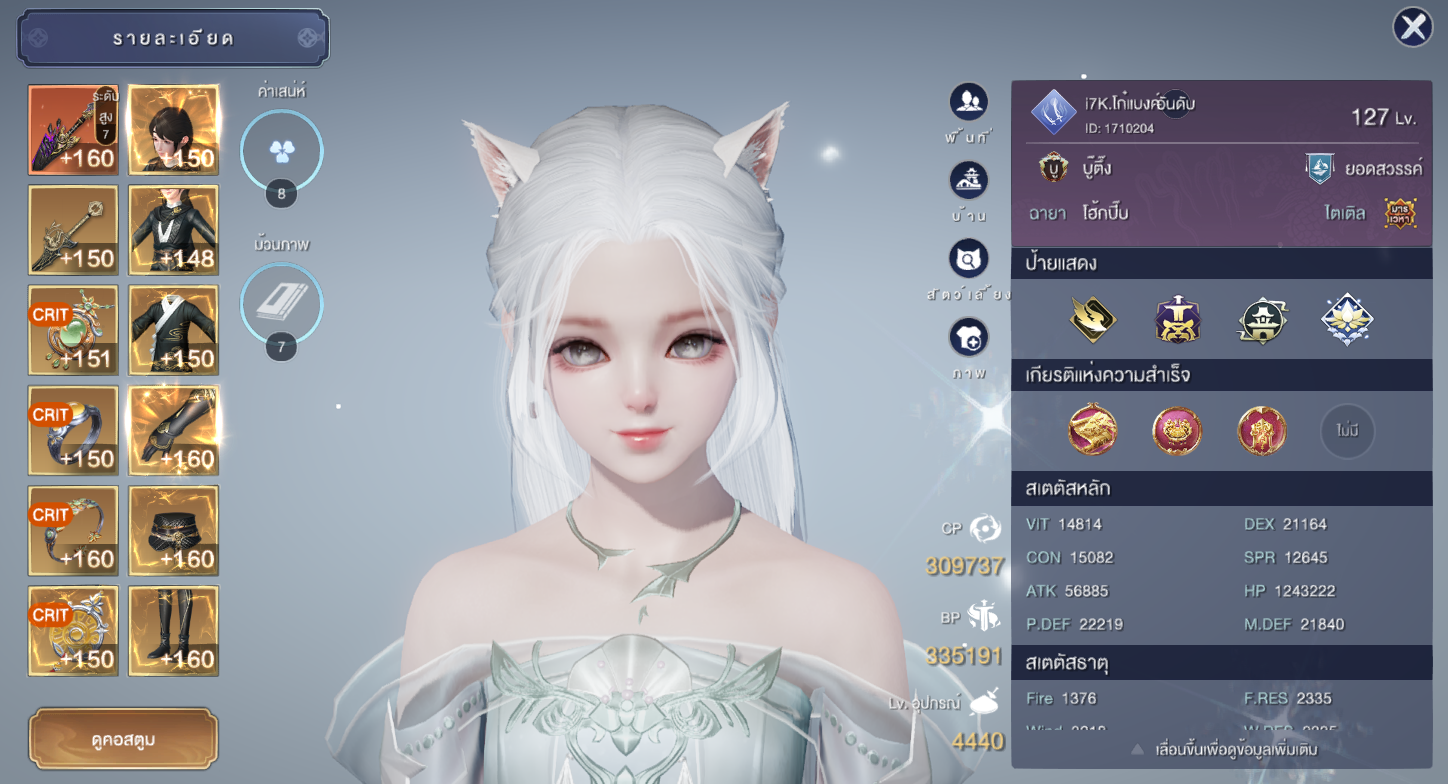 รายละเอียด
ระดับ
สูง
7
+160
+150
+150
+148
CRIT
+151
+150
CRIT
+150
+160
CRIT
+160
+160
CRIT
+150
+160
ดูคอสตูม
ค่าเสน่ห์
8
ม้วนภาพ
7
บ้าน
สัตว์เลี้ยง
ภาพ
CP
309737
BP
335191
Lv. อุปกรณ์
4440
i7K.โก๋แบงค์อันดับ
ID: 1710204
127 Lv.
บู๊
บู๊ตึ๊ง
ยอดสวรรค์
ฉายา โฮ้กปี๊บ
ไตเติล
มาร
เวหา
ป้ายแสดง
เกียรติแห่งความสำเร็จ
ไม่มี
สเตตัสหลัก
VIT 14814 DEX 21164
CON 15082 SPR 12645
ATK 56885 HP 1243222
P.DEF 22219 M.DEF 21840
สเตตัสธาตุ
Fire 1376 F.RES 2335
เลื่อนขึ้นเพื่อดูข้อมูลเพิ่มเติม